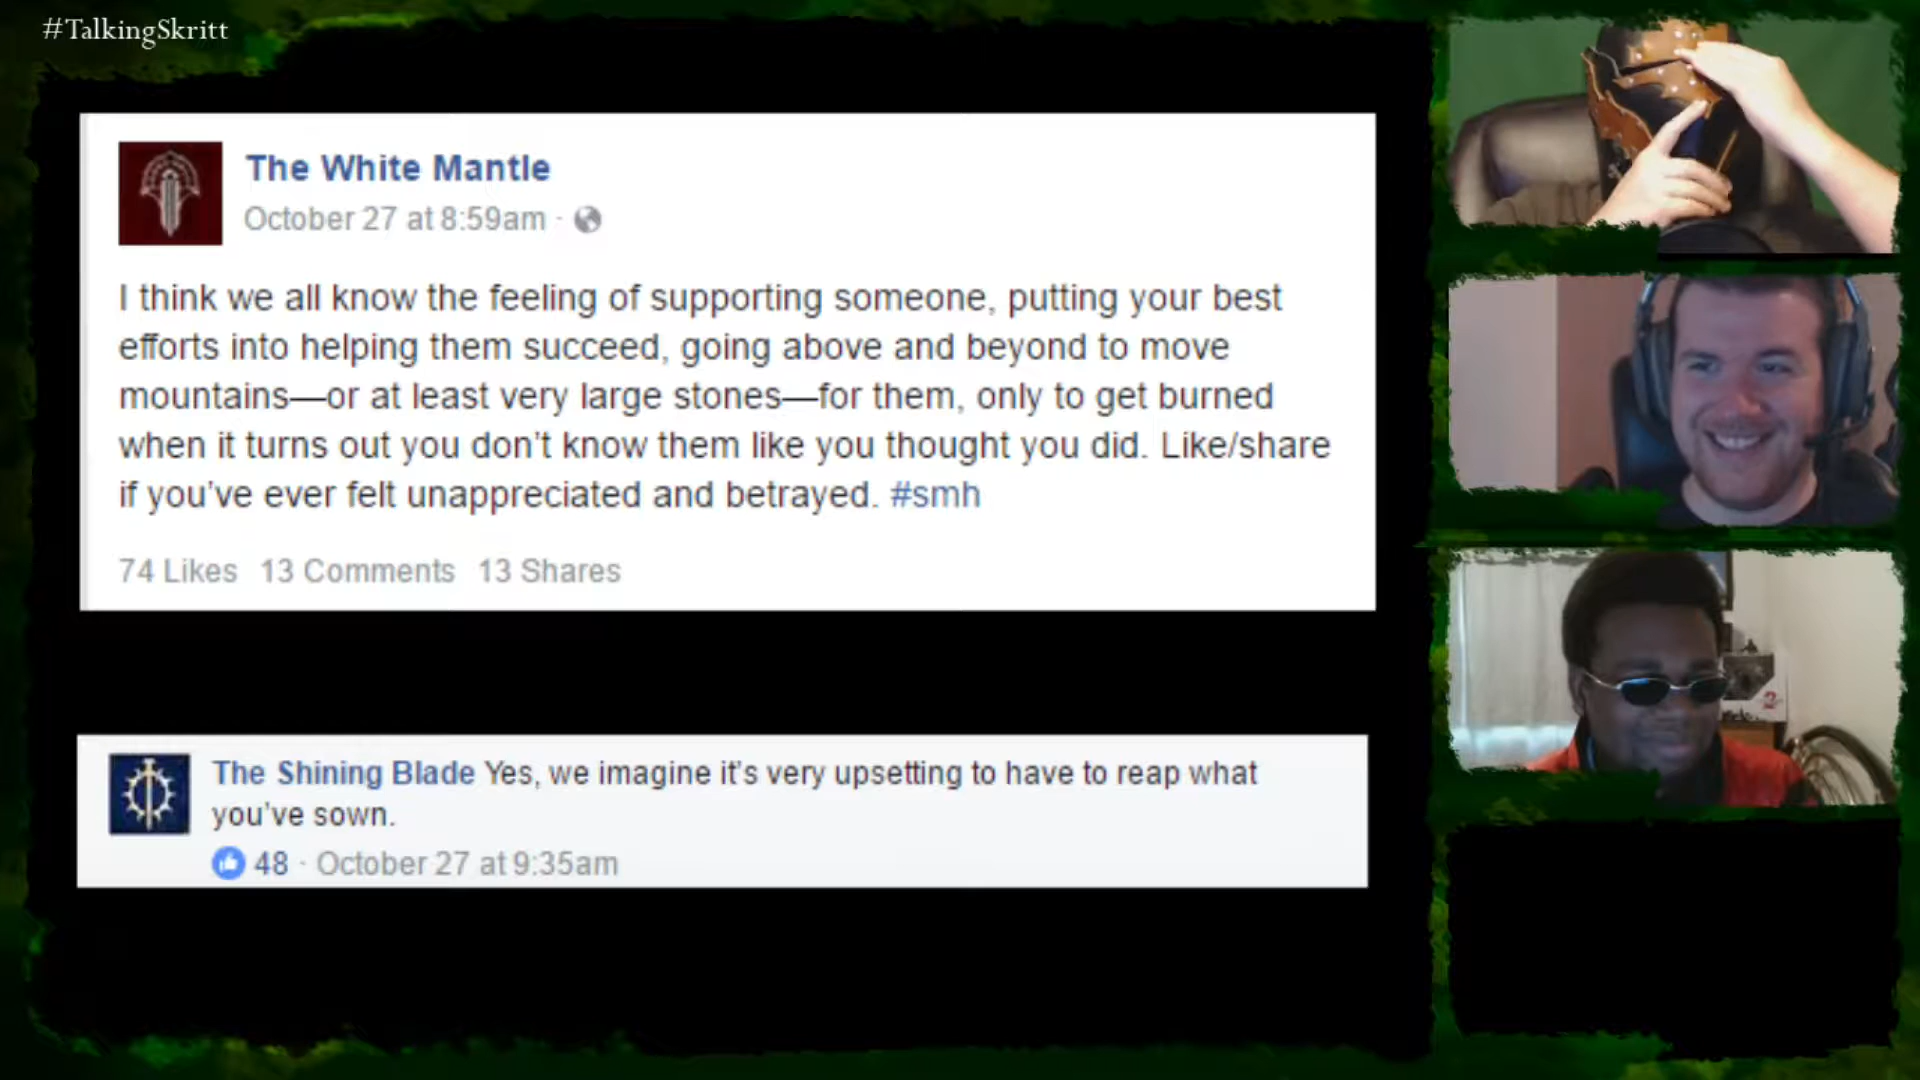 #TalkingSkritt
The White Mantle
October 27 at 8:59am ·
I think we all know the feeling of supporting someone, putting your best
efforts into helping them succeed, going above and beyond to move
mountains—or at least very large stones—for them, only to get burned
when it turns out you don’t know them like you thought you did. Like/share
if you’ve ever felt unappreciated and betrayed. #smh
74 Likes 13 Comments 13 Shares
The Shining Blade Yes, we imagine it’s very upsetting to have to reap what
you’ve sown.
48 · October 27 at 9:35am
2